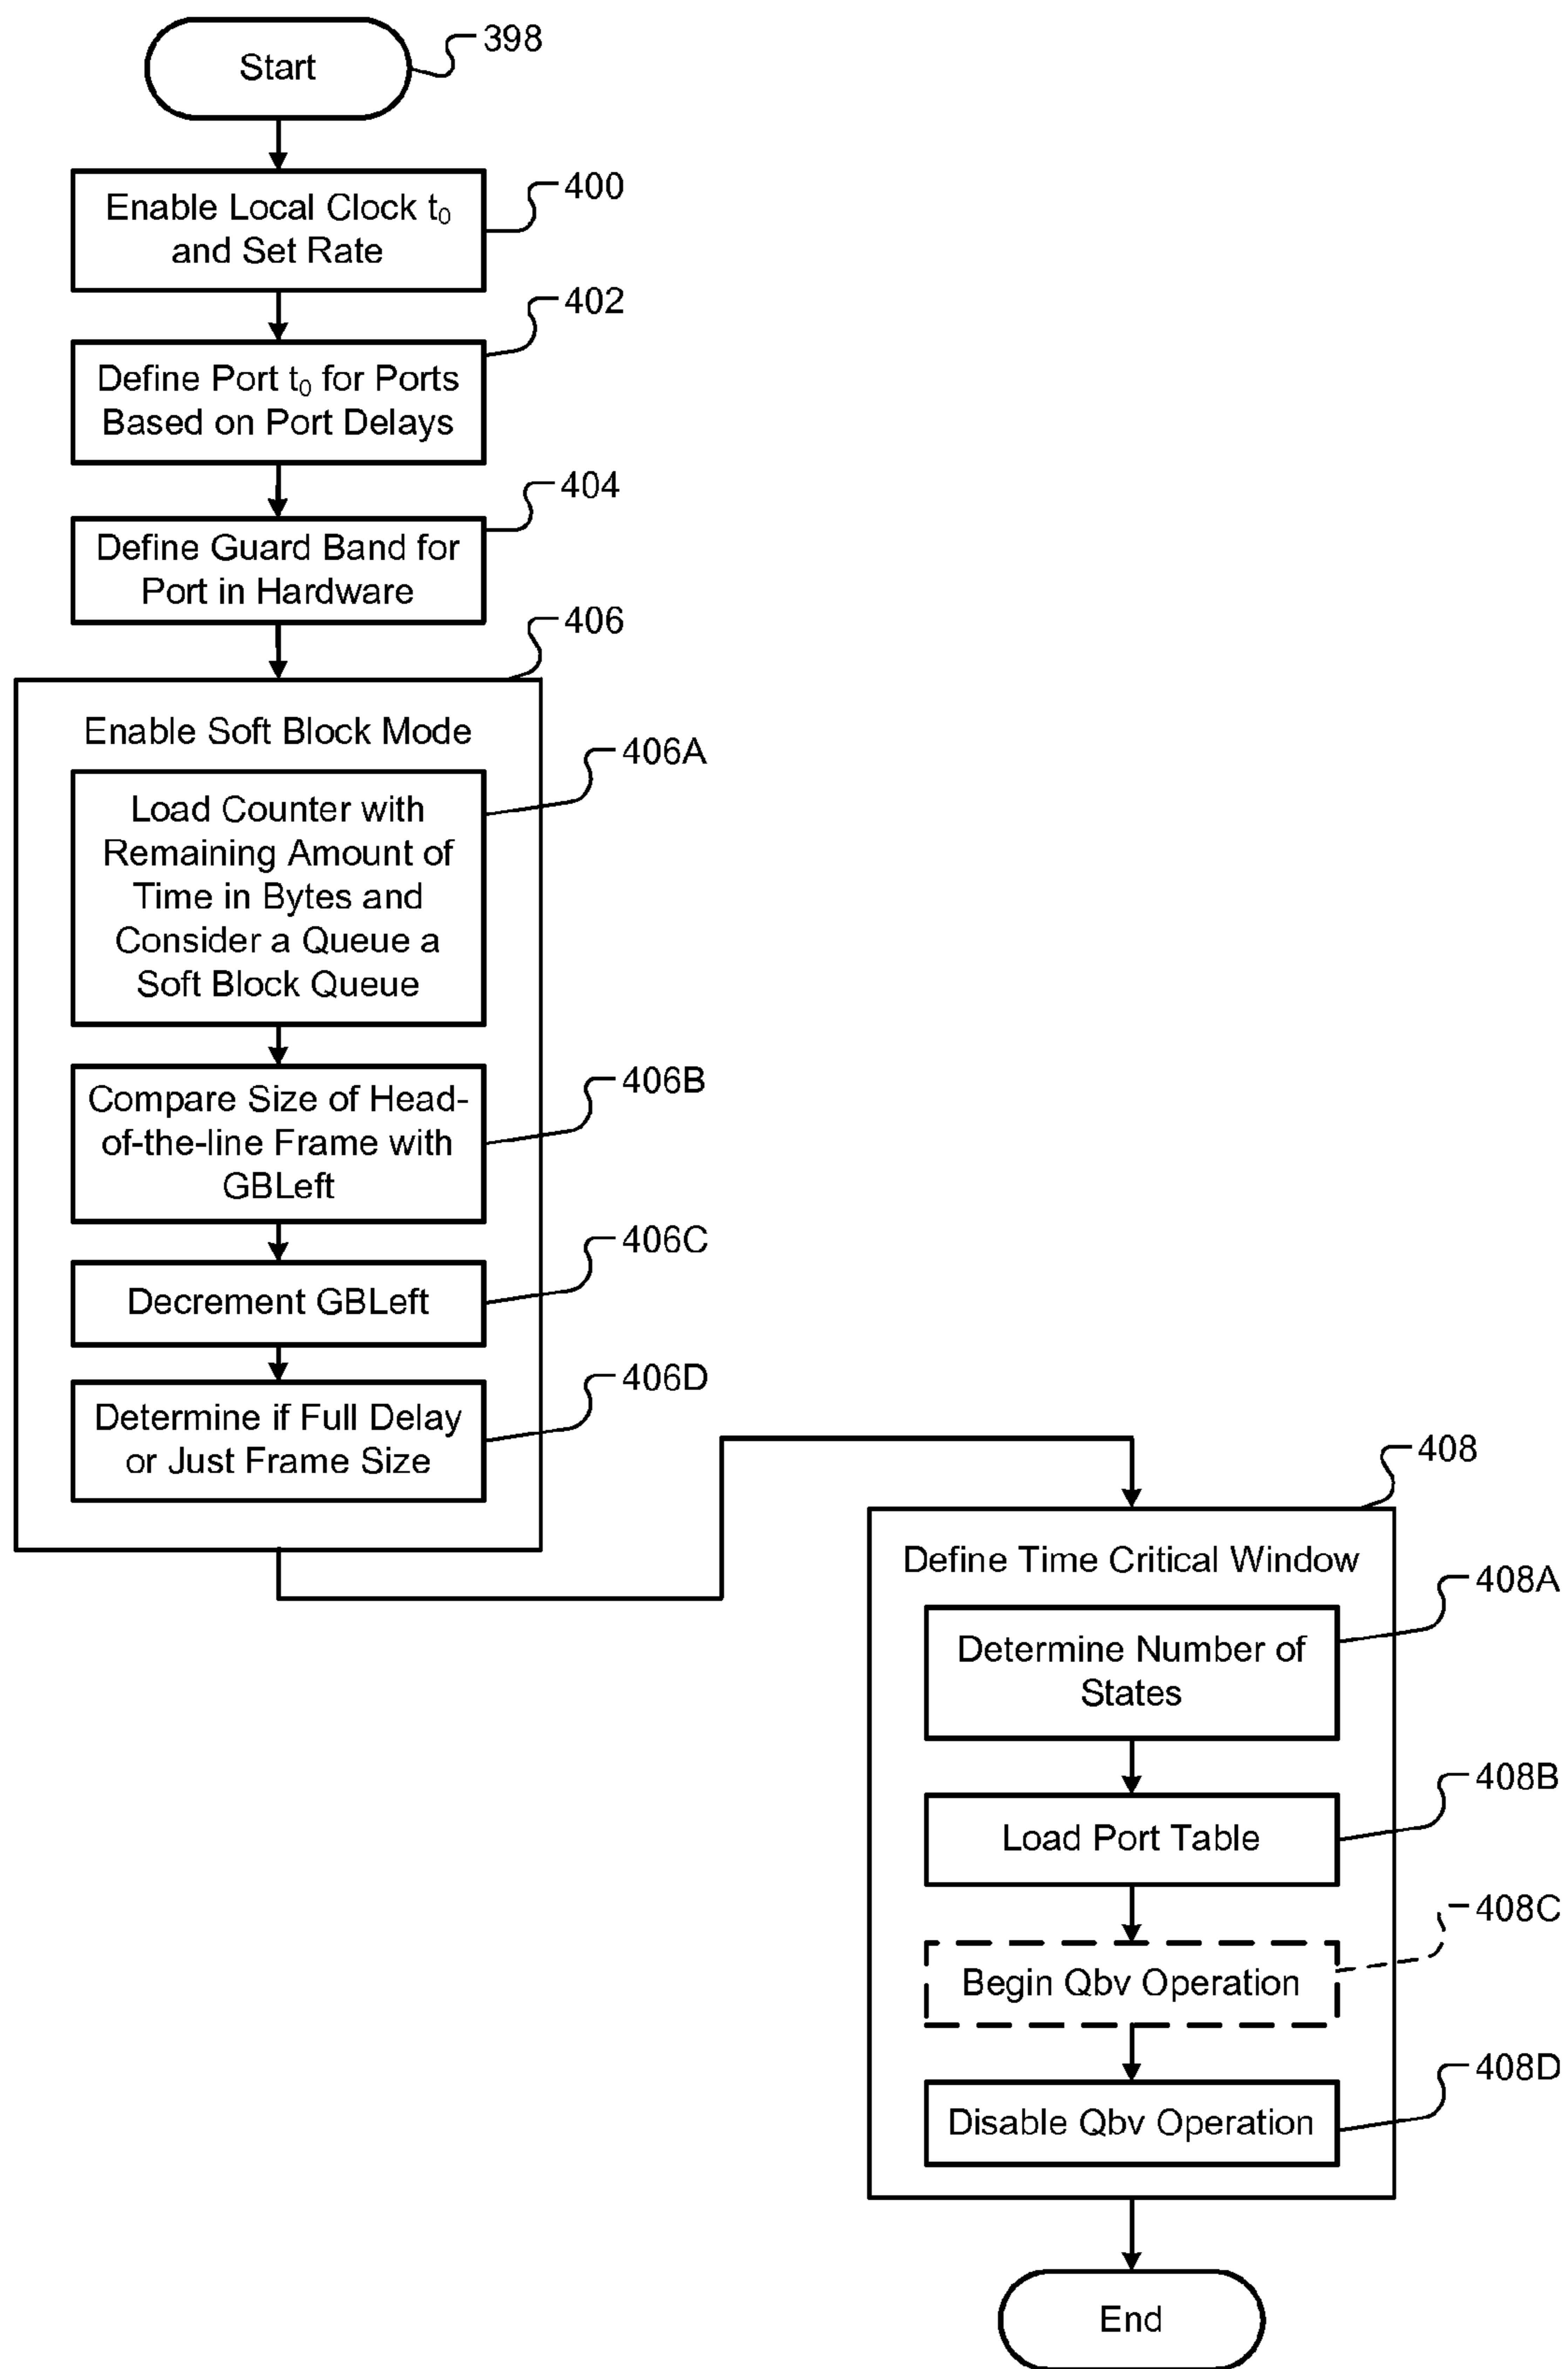 Start
398
Enable Local Clock t₀
and Set Rate
400
Define Port t₀ for Ports
Based on Port Delays
402
Define Guard Band for
Port in Hardware
404
406
Enable Soft Block Mode
Load Counter with
Remaining Amount of
Time in Bytes and
Consider a Queue a
Soft Block Queue
406A
Compare Size of Head-
of-the-line Frame with
GBLeft
406B
Decrement GBLeft
406C
Determine if Full Delay
or Just Frame Size
406D
408
Define Time Critical Window
Determine Number of
States
408A
Load Port Table
408B
Begin Qbv Operation
408C
Disable Qbv Operation
408D
End